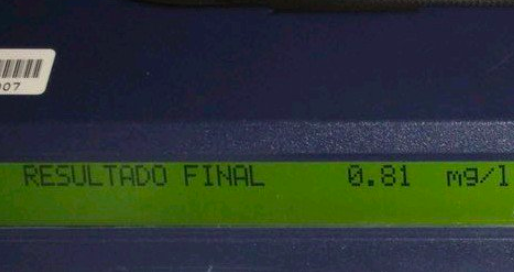 007
RESULTADO FINAL 0.81 mg/l